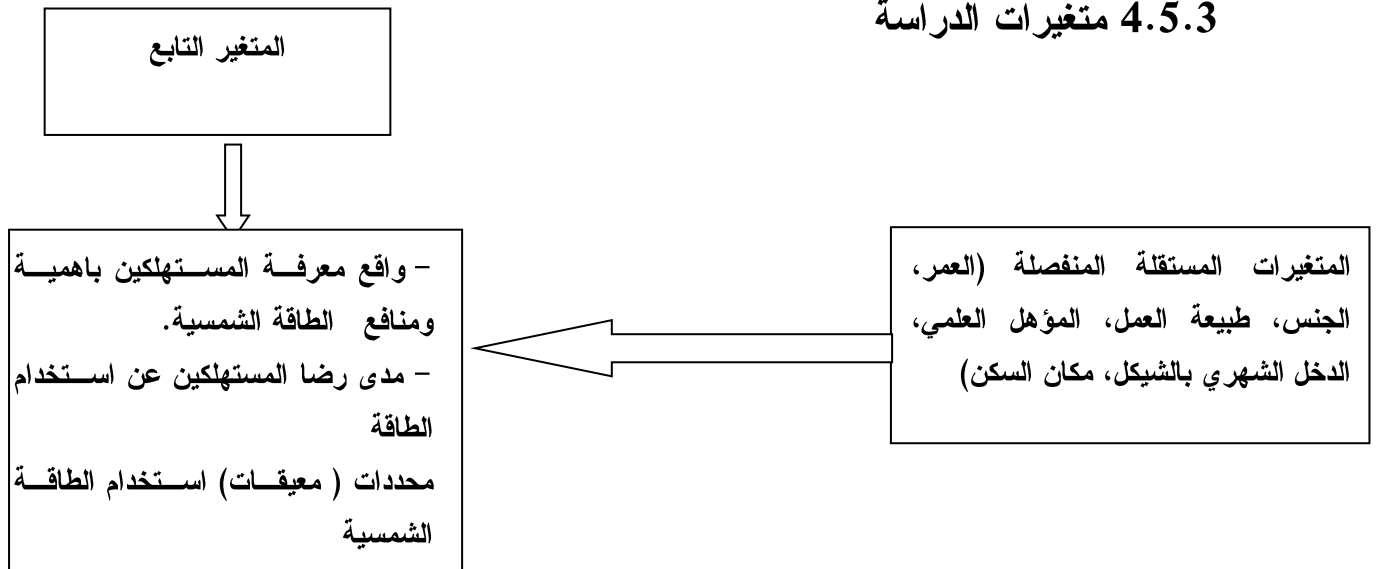 4.5.3 متغيرات الدراسة
المتغير التابع
المتغيرات المستقلة المنفصلة (العمر،
الجنس، طبيعة العمل، المؤهل العلمي،
الدخل الشهري بالشيكل، مكان السكن)
- واقع معرفة المستهلكين باهمية
ومنافع الطاقة الشمسية.
- مدى رضا المستهلكين عن استخدام
الطاقة
محددات ( معيقات) استخدام الطاقة
الشمسية